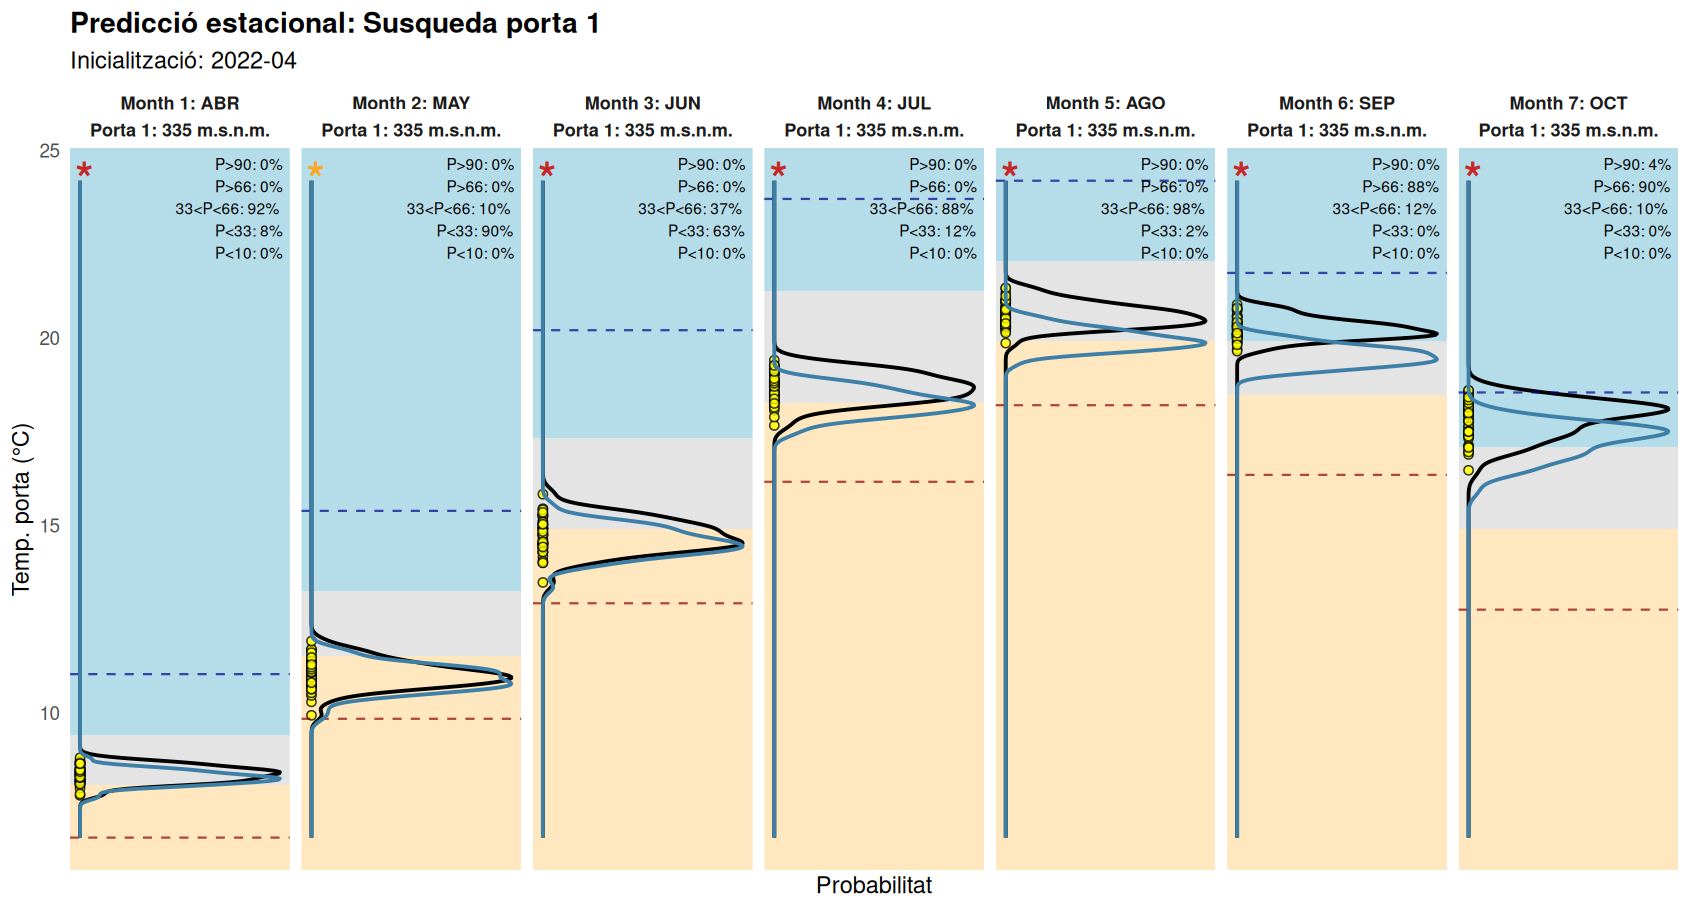 Predicció estacional: Susqueda porta 1
Inicialització: 2022-04
Month 1: ABR
Porta 1: 335 m.s.n.m.
Month 2: MAY
Porta 1: 335 m.s.n.m.
Month 3: JUN
Porta 1: 335 m.s.n.m.
Month 4: JUL
Porta 1: 335 m.s.n.m.
Month 5: AGO
Porta 1: 335 m.s.n.m.
Month 6: SEP
Porta 1: 335 m.s.n.m.
Month 7: OCT
Porta 1: 335 m.s.n.m.
Temp. porta (°C)
25
20
15
10
*
P>90: 0%
P>66: 0%
33<P<66: 92%
P<33: 8%
P<10: 0%
*
P>90: 0%
P>66: 0%
33<P<66: 10%
P<33: 90%
P<10: 0%
*
P>90: 0%
P>66: 0%
33<P<66: 37%
P<33: 63%
P<10: 0%
*
P>90: 0%
P>66: 0%
33<P<66: 88%
P<33: 12%
P<10: 0%
*
P>90: 0%
P>66: 0%
33<P<66: 98%
P<33: 2%
P<10: 0%
*
P>90: 0%
P>66: 88%
33<P<66: 12%
P<33: 0%
P<10: 0%
*
P>90: 4%
P>66: 90%
33<P<66: 10%
P<33: 0%
P<10: 0%
Probabilitat